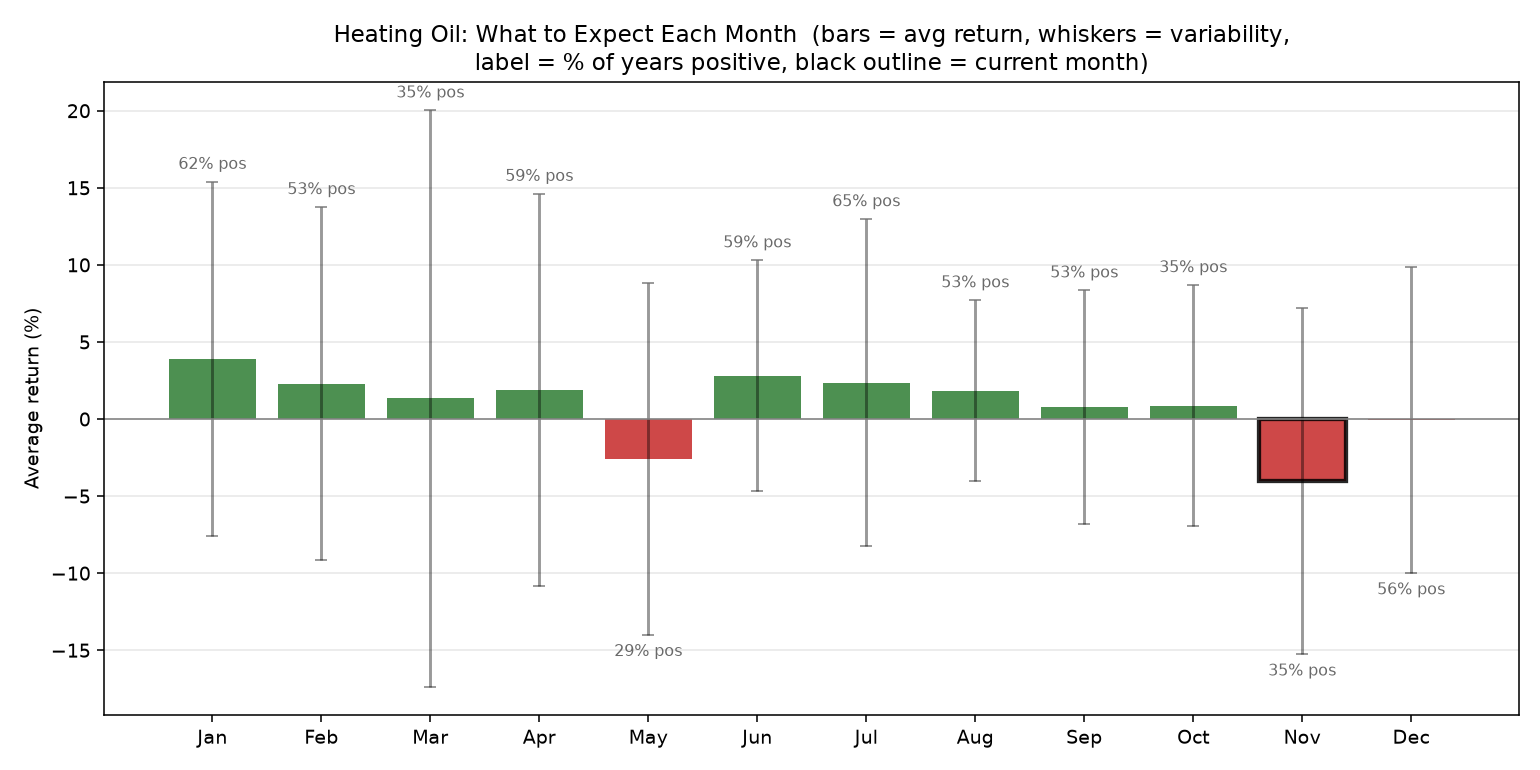 Heating Oil: What to Expect Each Month  (bars = avg return, whiskers = variability,
label = % of years positive, black outline = current month)
Average return (%)
20
15
10
5
0
−5
−10
−15
62% pos
53% pos
35% pos
59% pos
29% pos
59% pos
65% pos
53% pos
53% pos
35% pos
35% pos
56% pos
Jan
Feb
Mar
Apr
May
Jun
Jul
Aug
Sep
Oct
Nov
Dec